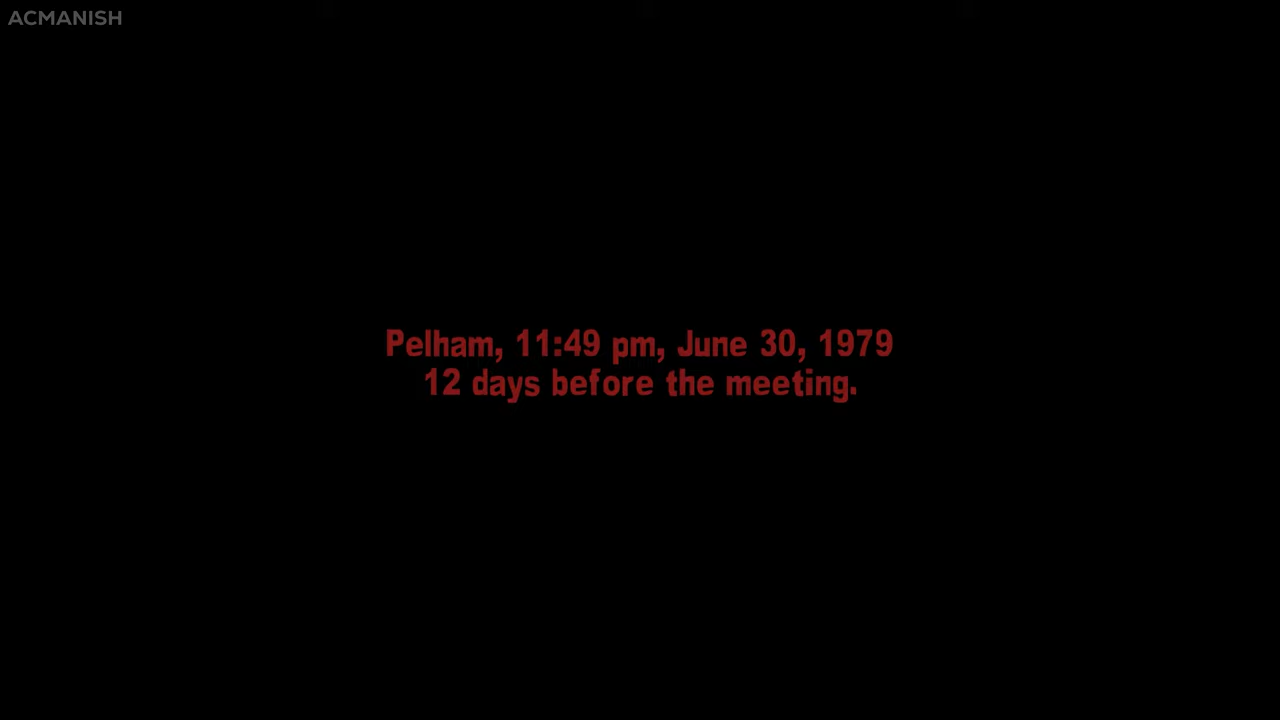 ACMANISH
Pelham, 11:49 pm, June 30, 1979
12 days before the meeting.